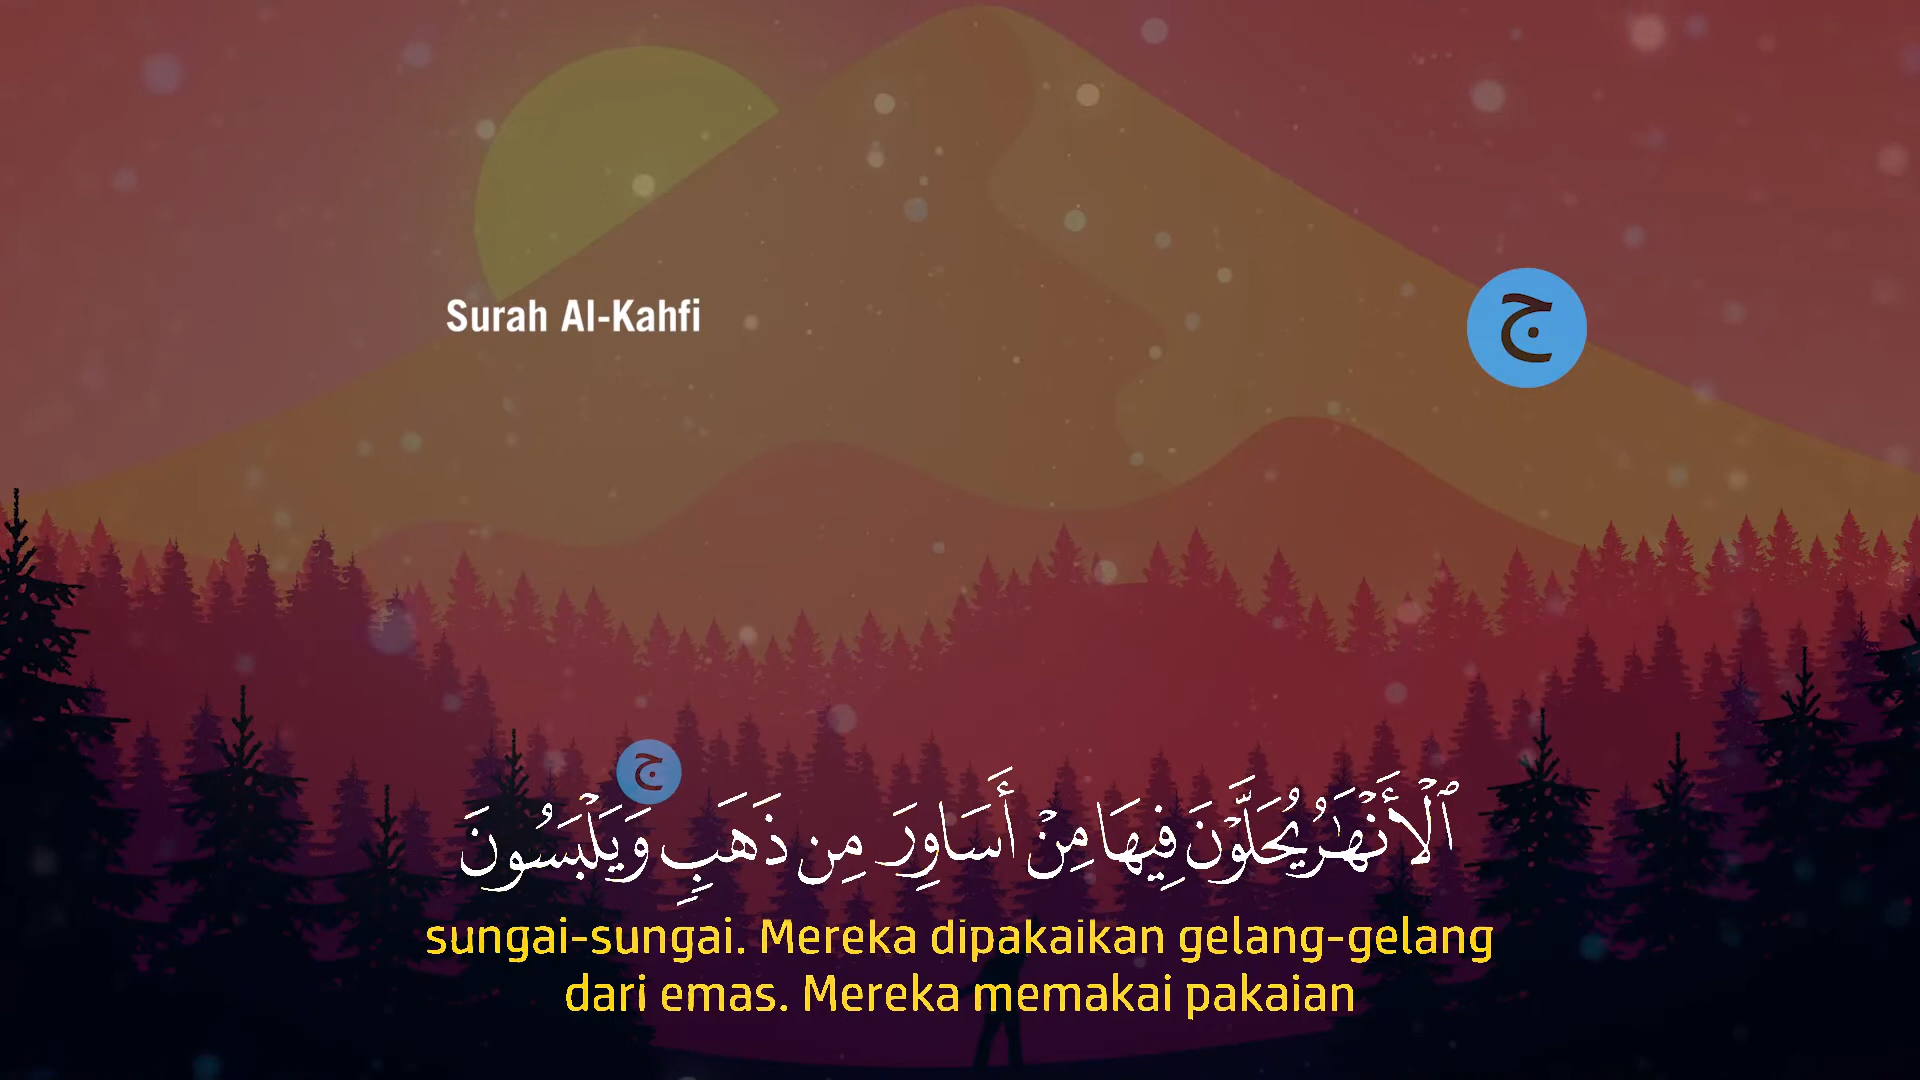 Surah Al-Kahfi
ج
ج
ٱلْأَنْهَٰرُ يُحَلَّوْنَ فِيهَا مِنْ أَسَاوِرَ مِن ذَهَبٍ وَيَلْبَسُونَ
sungai-sungai. Mereka dipakaikan gelang-gelang
dari emas. Mereka memakai pakaian